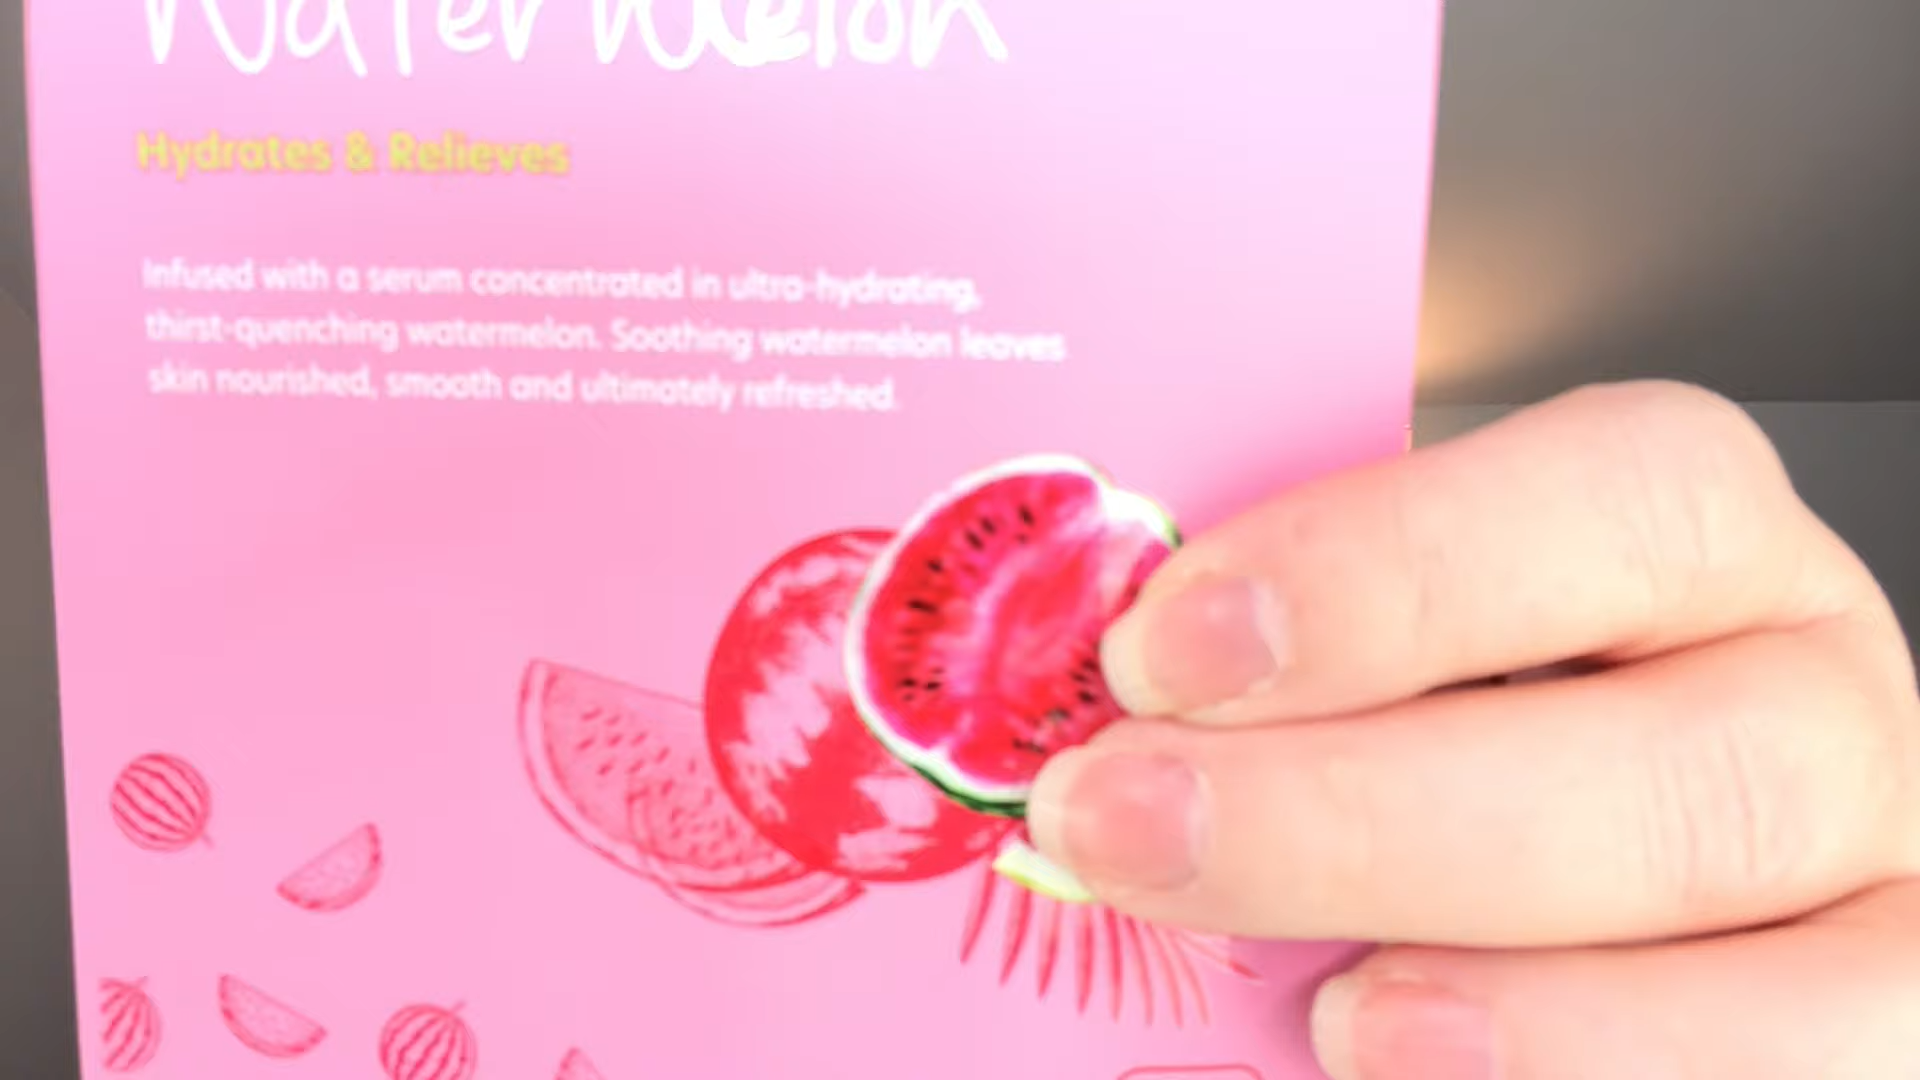 Watermelon
Hydrates & Relieves
Infused with a serum concentrated in ultra-hydrating,
thirst-quenching watermelon. Soothing watermelon leaves
skin nourished, smooth and ultimately refreshed.